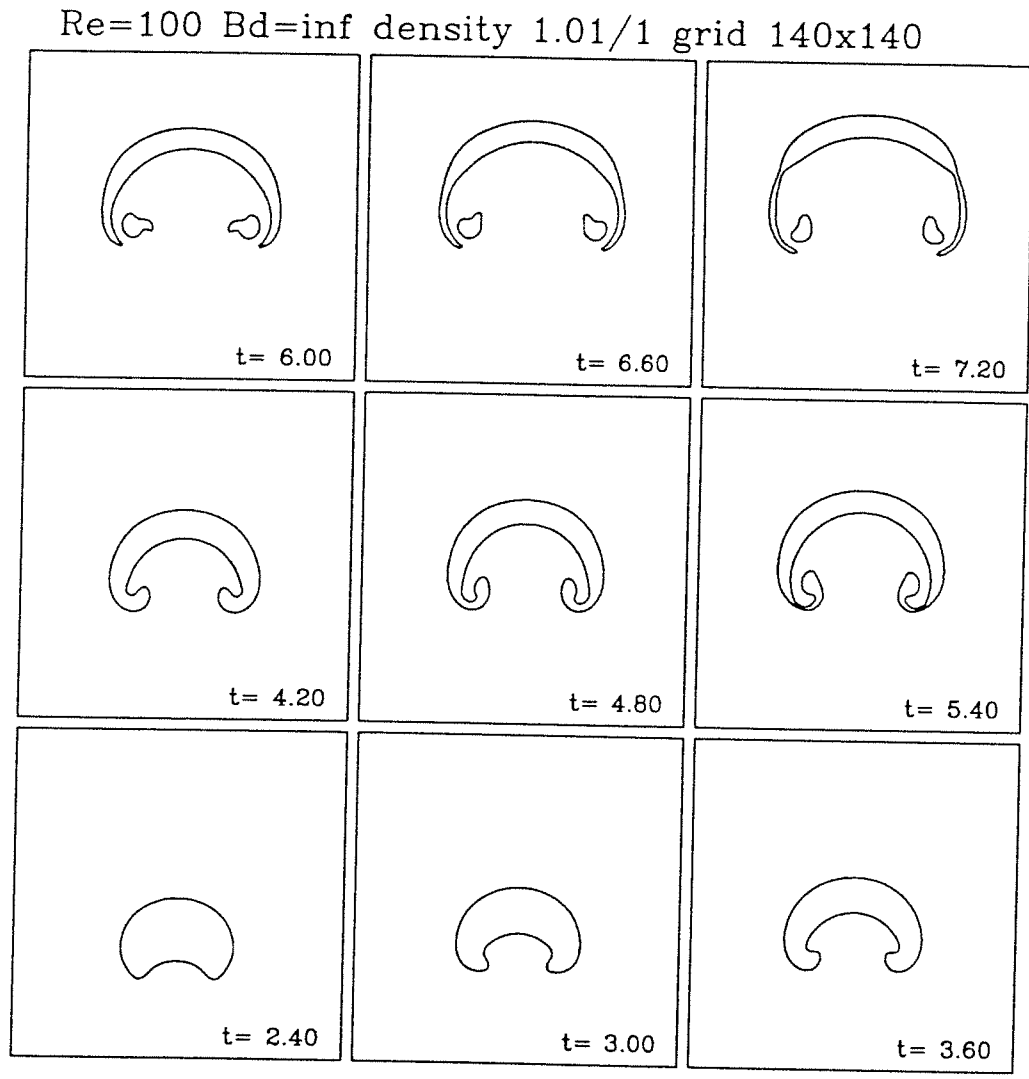 Re=100 Bd=inf density 1.01/1 grid 140x140
t= 6.00
t= 6.60
t= 7.20
t= 4.20
t= 4.80
t= 5.40
t= 2.40
t= 3.00
t= 3.60